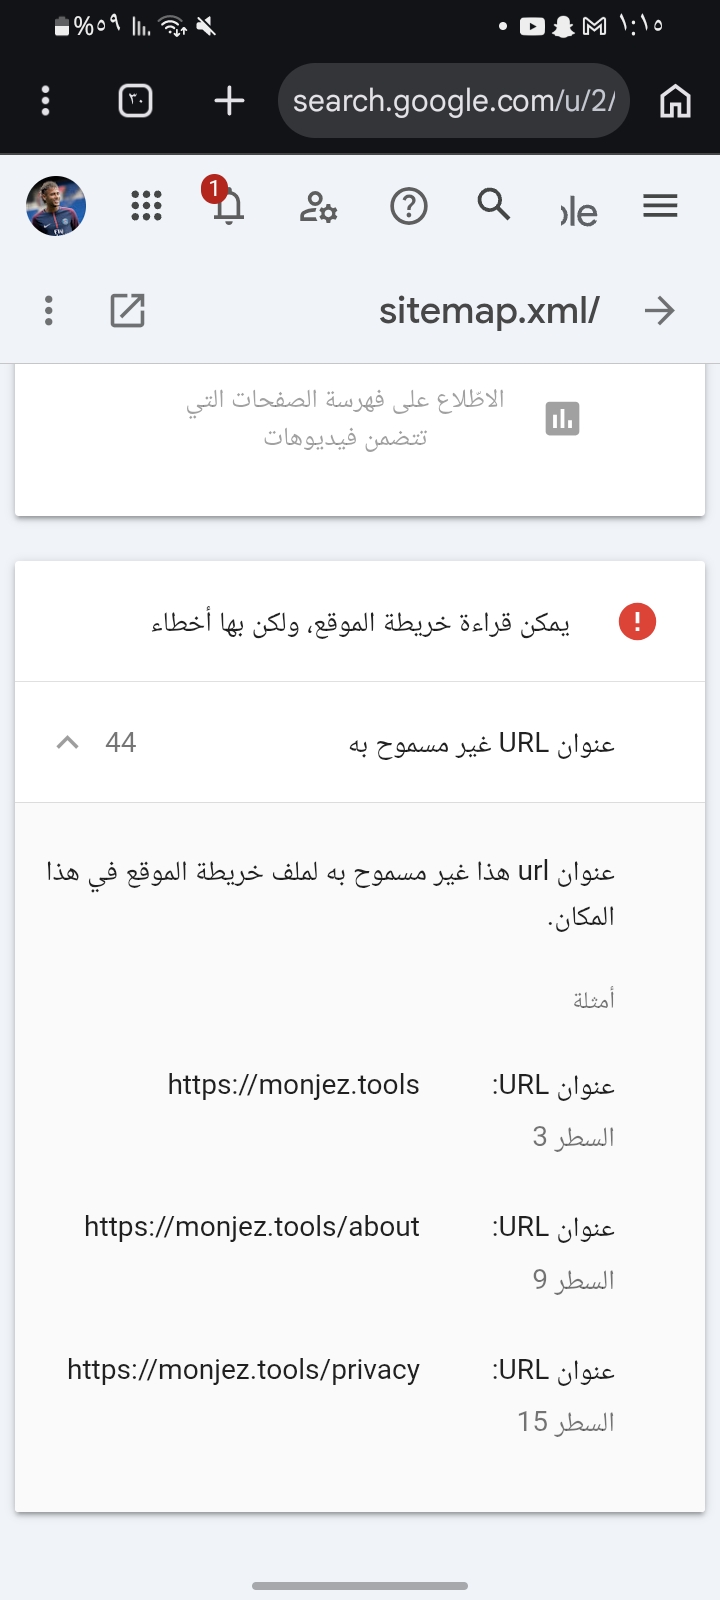 %٥٩
١:١٥
٣٠
search.google.com/u/2/
1
ole
sitemap.xml/
الاطّلاع على فهرسة الصفحات التي
تتضمن فيديوهات
يمكن قراءة خريطة الموقع، ولكن بها أخطاء
عنوان URL غير مسموح به
44
عنوان url هذا غير مسموح به لملف خريطة الموقع في هذا
المكان.
أمثلة
عنوان URL: https://monjez.tools
السطر 3
عنوان URL: https://monjez.tools/about
السطر 9
عنوان URL: https://monjez.tools/privacy
السطر 15